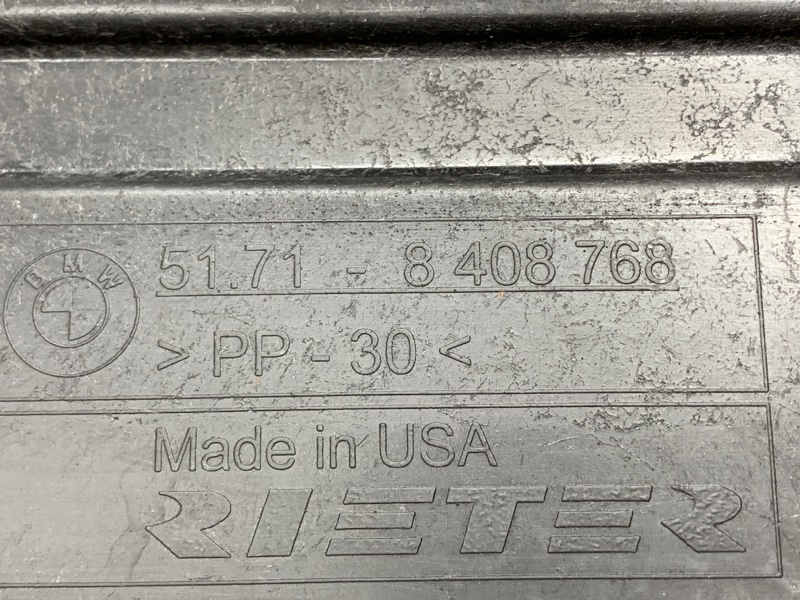 BMW
51.71 - 8 408 768
> PP - 30 <
Made in USA
RIETER